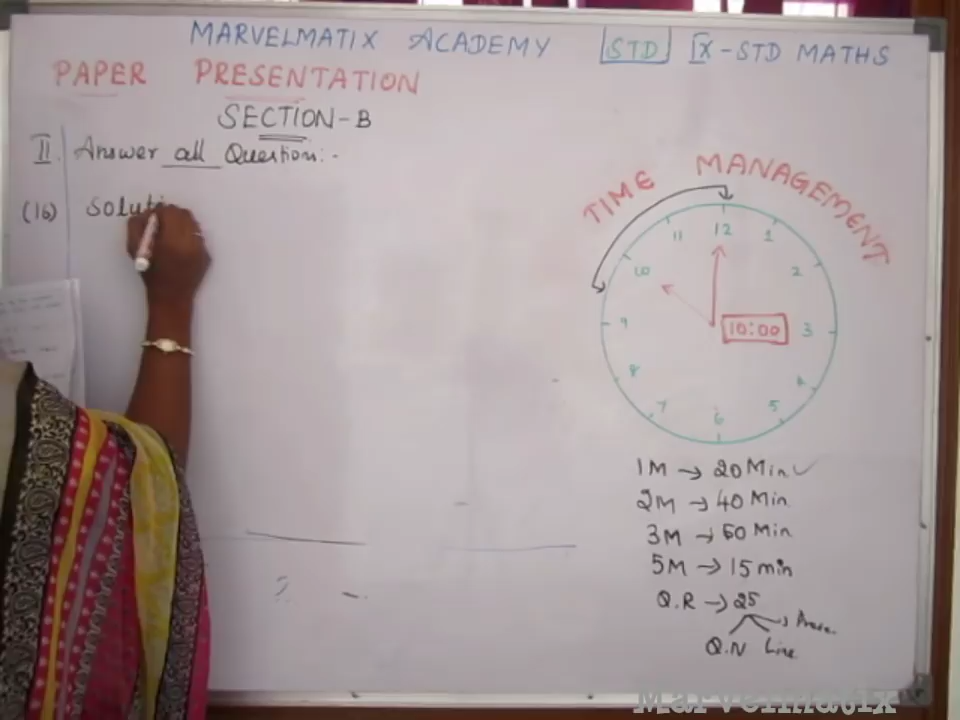 MARVELMATIX ACADEMY STD IX-STD MATHS
PAPER PRESENTATION
SECTION-B
II. Answer all Question:-
(16) Soluti
TIME MANAGEMENT
12
1
2
3
4
5
6
7
8
9
10
11
10:00
1M → 20 Min ✓
2M → 40 Min
3M → 60 Min
5M → 15 min
Q.R → 25
Q.N Line
Marvelmatix